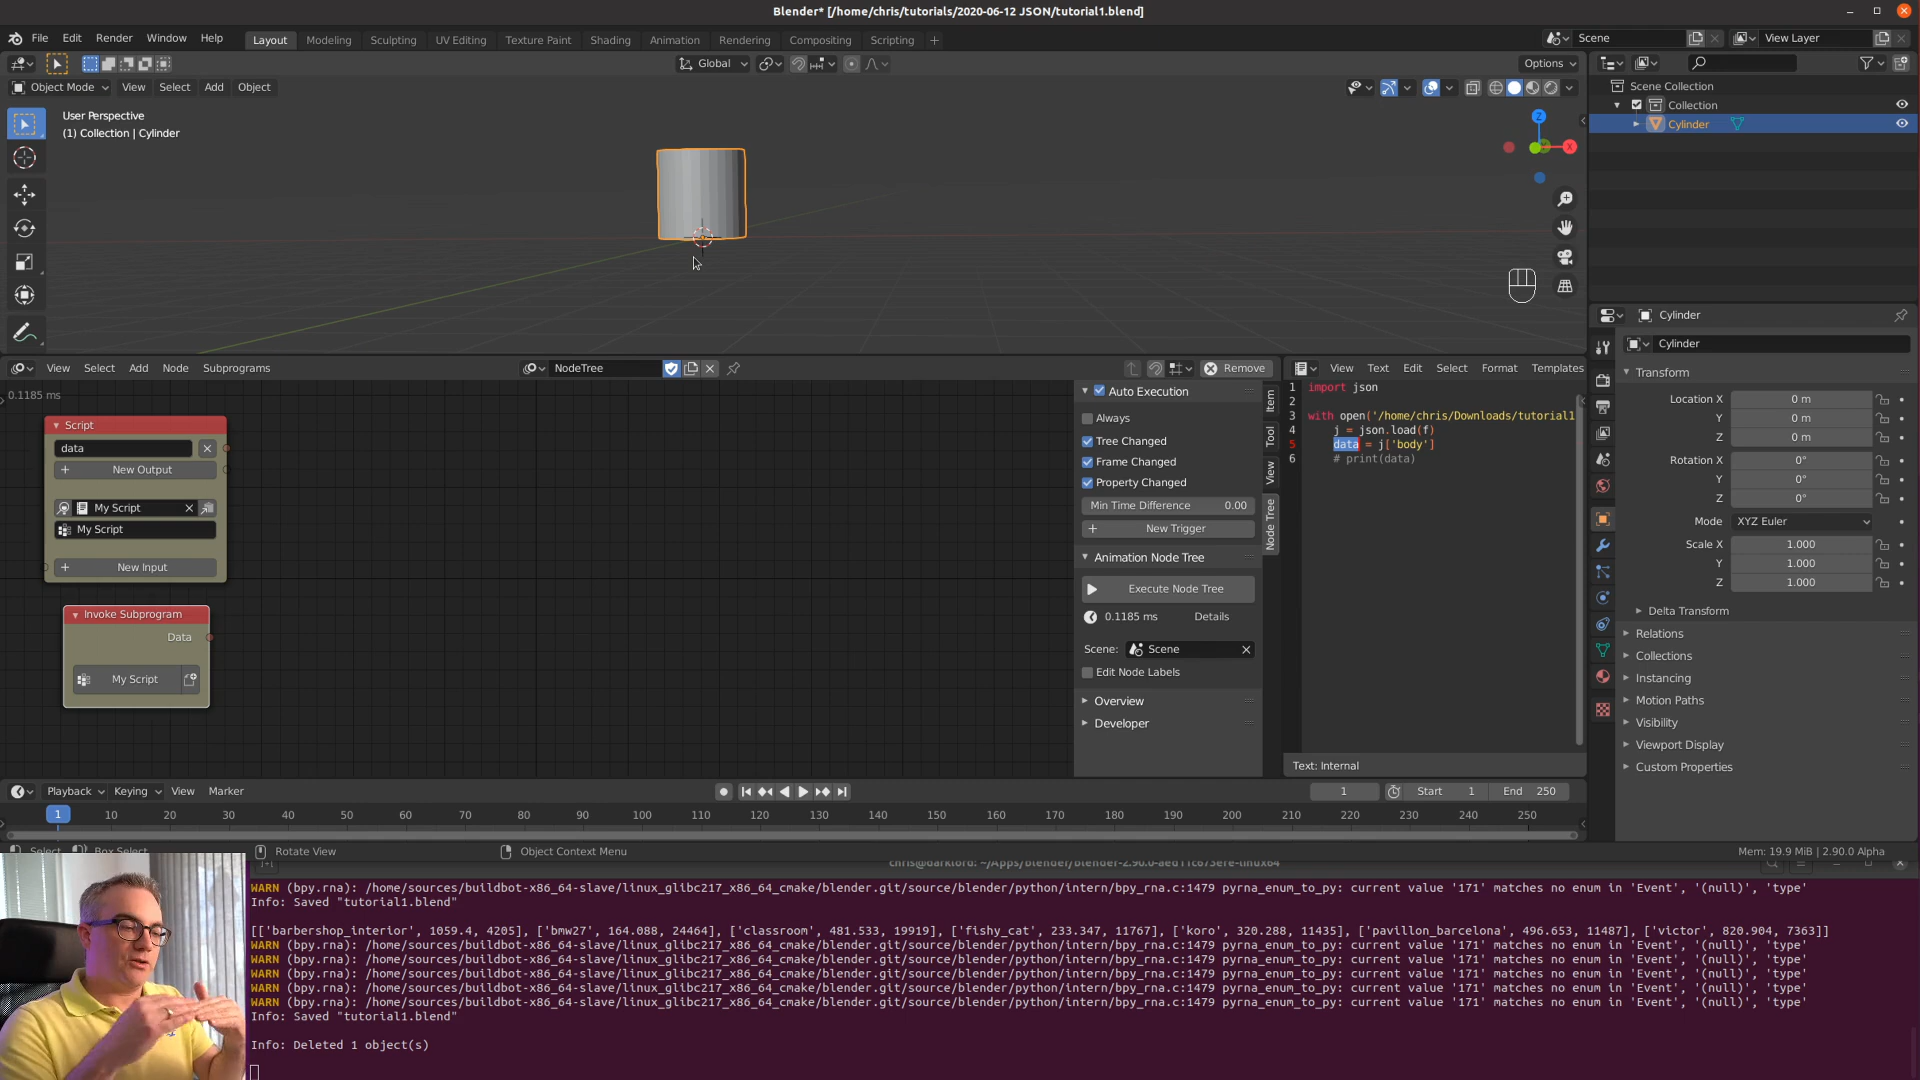 Blender* [/home/chris/tutorials/2020-06-12 JSON/tutorial1.blend]
File Edit Render Window Help
Layout Modeling Sculpting UV Editing Texture Paint Shading Animation Rendering Compositing Scripting +
Scene
View Layer
Global
Options
Object Mode View Select Add Object
User Perspective
(1) Collection | Cylinder
Z
X
Scene Collection
Collection
Cylinder
Cylinder
Cylinder
Transform
Location X 0 m
Y 0 m
Z 0 m
Rotation X 0°
Y 0°
Z 0°
Mode XYZ Euler
Scale X 1.000
Y 1.000
Z 1.000
Delta Transform
Relations
Collections
Instancing
Motion Paths
Visibility
Viewport Display
Custom Properties
View Select Add Node Subprograms
NodeTree
Remove
0.1185 ms
Script
data
New Output
My Script
My Script
New Input
Invoke Subprogram
Data
My Script
Auto Execution
Always
Tree Changed
Frame Changed
Property Changed
Min Time Difference 0.00
New Trigger
Animation Node Tree
Execute Node Tree
0.1185 ms Details
Scene: Scene
Edit Node Labels
Overview
Developer
Item
Tool
View
Node Tree
View Text Edit Select Format Templates
1 import json
2
3 with open('/home/chris/Downloads/tutorial1
4 j = json.load(f)
5 data = j['body']
6 # print(data)
Text: Internal
Playback Keying View Marker
1
Start 1
End 250
1 10 20 30 40 50 60 70 80 90 100 110 120 130 140 150 160 170 180 190 200 210 220 230 240 250
Select Box Select Rotate View Object Context Menu
Mem: 19.9 MiB | 2.90.0 Alpha
WARN (bpy.rna): /home/sources/buildbot-x86_64-slave/linux_glibc217_x86_64_cmake/blender.git/source/blender/python/intern/bpy_rna.c:1479 pyrna_enum_to_py: current value '171' matches no enum in 'Event', '(null)', 'type'
Info: Saved "tutorial1.blend"
[['barbershop_interior', 1059.4, 4205], ['bmw27', 164.088, 24464], ['classroom', 481.533, 19919], ['fishy_cat', 233.347, 11767], ['koro', 320.288, 11435], ['pavillon_barcelona', 496.653, 11487], ['victor', 820.904, 7363]]
WARN (bpy.rna): /home/sources/buildbot-x86_64-slave/linux_glibc217_x86_64_cmake/blender.git/source/blender/python/intern/bpy_rna.c:1479 pyrna_enum_to_py: current value '171' matches no enum in 'Event', '(null)', 'type'
WARN (bpy.rna): /home/sources/buildbot-x86_64-slave/linux_glibc217_x86_64_cmake/blender.git/source/blender/python/intern/bpy_rna.c:1479 pyrna_enum_to_py: current value '171' matches no enum in 'Event', '(null)', 'type'
WARN (bpy.rna): /home/sources/buildbot-x86_64-slave/linux_glibc217_x86_64_cmake/blender.git/source/blender/python/intern/bpy_rna.c:1479 pyrna_enum_to_py: current value '171' matches no enum in 'Event', '(null)', 'type'
WARN (bpy.rna): /home/sources/buildbot-x86_64-slave/linux_glibc217_x86_64_cmake/blender.git/source/blender/python/intern/bpy_rna.c:1479 pyrna_enum_to_py: current value '171' matches no enum in 'Event', '(null)', 'type'
WARN (bpy.rna): /home/sources/buildbot-x86_64-slave/linux_glibc217_x86_64_cmake/blender.git/source/blender/python/intern/bpy_rna.c:1479 pyrna_enum_to_py: current value '171' matches no enum in 'Event', '(null)', 'type'
Info: Saved "tutorial1.blend"
Info: Deleted 1 object(s)